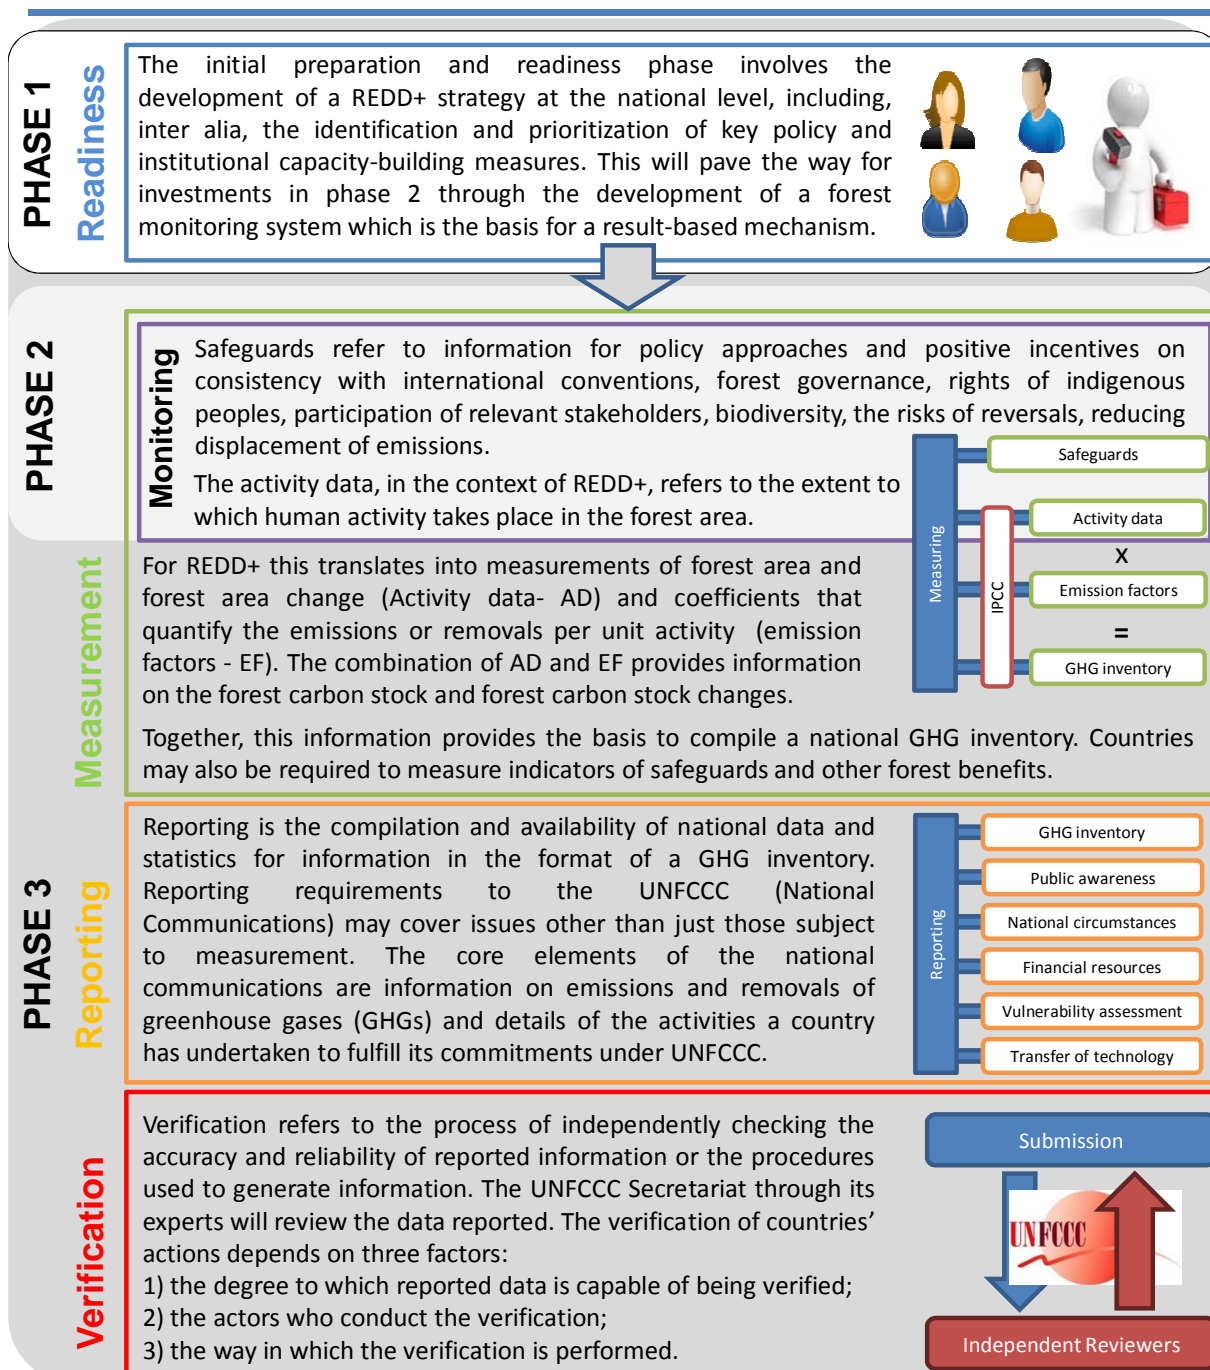 PHASE 1
Readiness
The initial preparation and readiness phase involves the
development of a REDD+ strategy at the national level, including,
inter alia, the identification and prioritization of key policy and
institutional capacity-building measures. This will pave the way for
investments in phase 2 through the development of a forest
monitoring system which is the basis for a result-based mechanism.
PHASE 2
Monitoring
Safeguards refer to information for policy approaches and positive incentives on
consistency with international conventions, forest governance, rights of indigenous
peoples, participation of relevant stakeholders, biodiversity, the risks of reversals, reducing
displacement of emissions.
The activity data, in the context of REDD+, refers to the extent to
which human activity takes place in the forest area.
Measurement
For REDD+ this translates into measurements of forest area and
forest area change (Activity data- AD) and coefficients that
quantify the emissions or removals per unit activity (emission
factors - EF). The combination of AD and EF provides information
on the forest carbon stock and forest carbon stock changes.
Together, this information provides the basis to compile a national GHG inventory. Countries
may also be required to measure indicators of safeguards and other forest benefits.
Measuring
IPCC
Safeguards
Activity data
X
Emission factors
=
GHG inventory
PHASE 3
Reporting
Reporting is the compilation and availability of national data and
statistics for information in the format of a GHG inventory.
Reporting requirements to the UNFCCC (National
Communications) may cover issues other than just those subject
to measurement. The core elements of the national
communications are information on emissions and removals of
greenhouse gases (GHGs) and details of the activities a country
has undertaken to fulfill its commitments under UNFCCC.
Reporting
GHG inventory
Public awareness
National circumstances
Financial resources
Vulnerability assessment
Transfer of technology
Verification
Verification refers to the process of independently checking the
accuracy and reliability of reported information or the procedures
used to generate information. The UNFCCC Secretariat through its
experts will review the data reported. The verification of countries’
actions depends on three factors:
1) the degree to which reported data is capable of being verified;
2) the actors who conduct the verification;
3) the way in which the verification is performed.
Submission
UNFCCC
Independent Reviewers